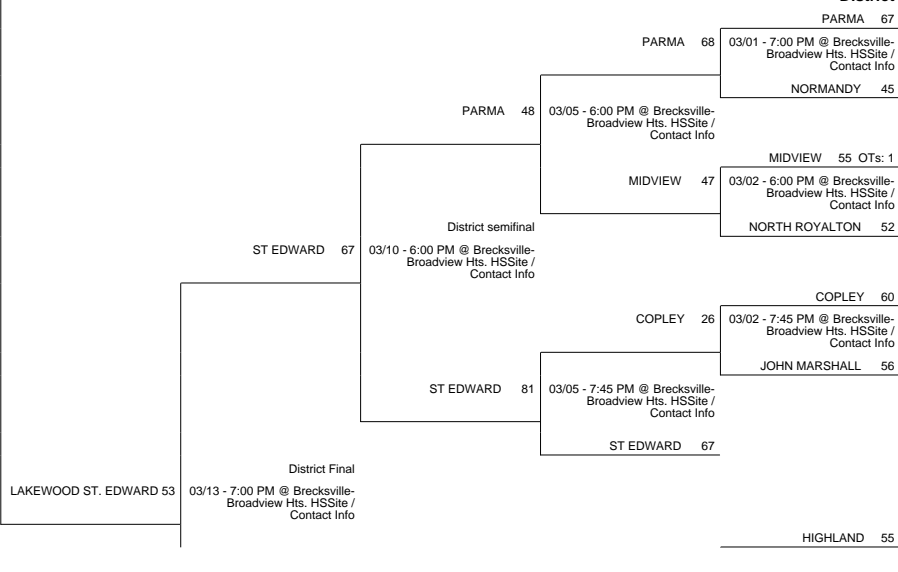 PARMA 67
PARMA 68
03/01 - 7:00 PM @ Brecksville-
Broadview Hts. HSSite /
Contact Info
NORMANDY 45
PARMA 48
03/05 - 6:00 PM @ Brecksville-
Broadview Hts. HSSite /
Contact Info
MIDVIEW 55 OTs: 1
MIDVIEW 47
03/02 - 6:00 PM @ Brecksville-
Broadview Hts. HSSite /
Contact Info
NORTH ROYALTON 52
District semifinal
ST EDWARD 67
03/10 - 6:00 PM @ Brecksville-
Broadview Hts. HSSite /
Contact Info
COPLEY 60
COPLEY 26
03/02 - 7:45 PM @ Brecksville-
Broadview Hts. HSSite /
Contact Info
JOHN MARSHALL 56
ST EDWARD 81
03/05 - 7:45 PM @ Brecksville-
Broadview Hts. HSSite /
Contact Info
ST EDWARD 67
District Final
LAKEWOOD ST. EDWARD 53
03/13 - 7:00 PM @ Brecksville-
Broadview Hts. HSSite /
Contact Info
HIGHLAND 55